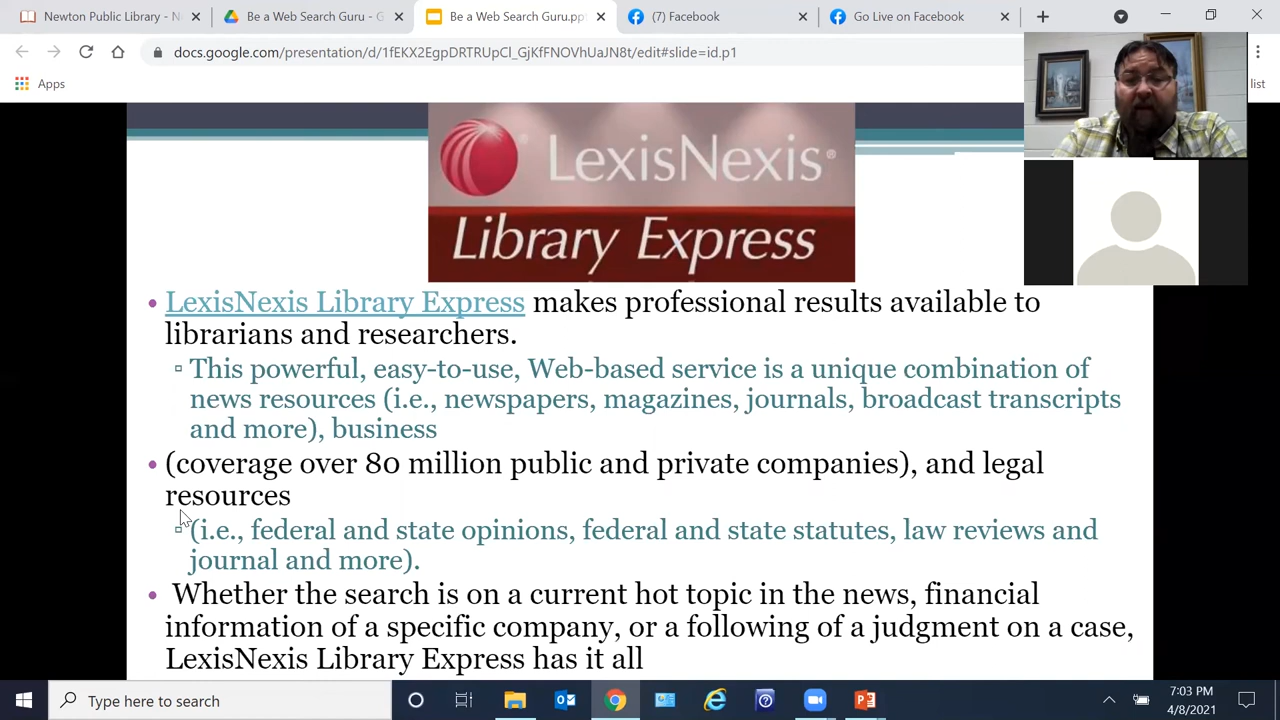 Newton Public Library - N
Be a Web Search Guru - G
Be a Web Search Guru.pp
(7) Facebook
Go Live on Facebook
docs.google.com/presentation/d/1fEKX2EgpDRTRUpCl_GjKfFNOVhUaJN8t/edit#slide=id.p1
Apps
list
LexisNexis®
Library Express
• LexisNexis Library Express makes professional results available to
librarians and researchers.
▫ This powerful, easy-to-use, Web-based service is a unique combination of
news resources (i.e., newspapers, magazines, journals, broadcast transcripts
and more), business
• (coverage over 80 million public and private companies), and legal
resources
▫ (i.e., federal and state opinions, federal and state statutes, law reviews and
journal and more).
• Whether the search is on a current hot topic in the news, financial
information of a specific company, or a following of a judgment on a case,
LexisNexis Library Express has it all
Type here to search
7:03 PM
4/8/2021